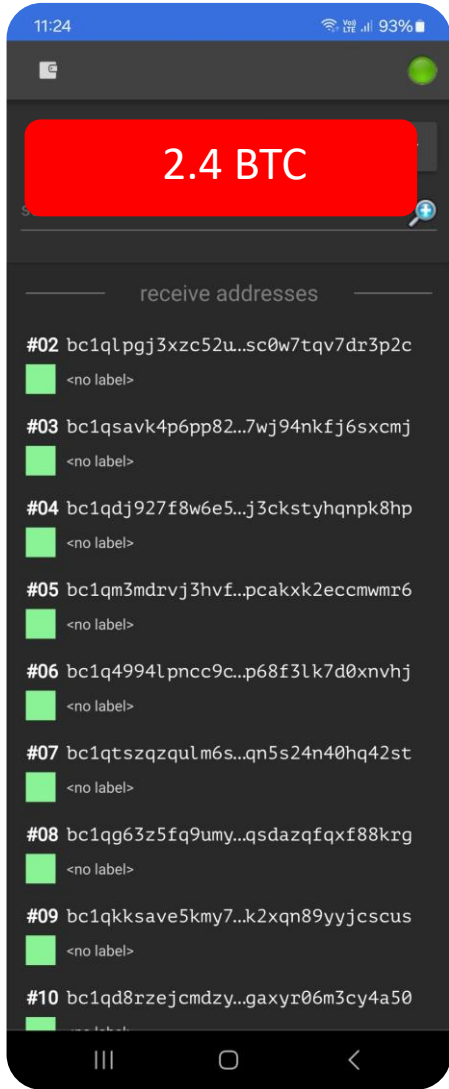 11:24 Vo) LTE 93%
2.4 BTC
receive addresses
#02 bc1qlpgj3xzc52u…sc0w7tqv7dr3p2c
<no label>
#03 bc1qsavk4p6pp82…7wj94nkfj6sxcmj
<no label>
#04 bc1qdj927f8w6e5…j3ckstyhqnpk8hp
<no label>
#05 bc1qm3mdrvj3hvf…pcakxk2eccmwmr6
<no label>
#06 bc1q4994lpncc9c…p68f3lk7d0xnvhj
<no label>
#07 bc1qtszqzqulm6s…qn5s24n40hq42st
<no label>
#08 bc1qg63z5fq9umy…qsdazqfqxf88krg
<no label>
#09 bc1qkksave5kmy7…k2xqn89yyjcscus
<no label>
#10 bc1qd8rzejcmdzy…gaxyr06m3cy4a50